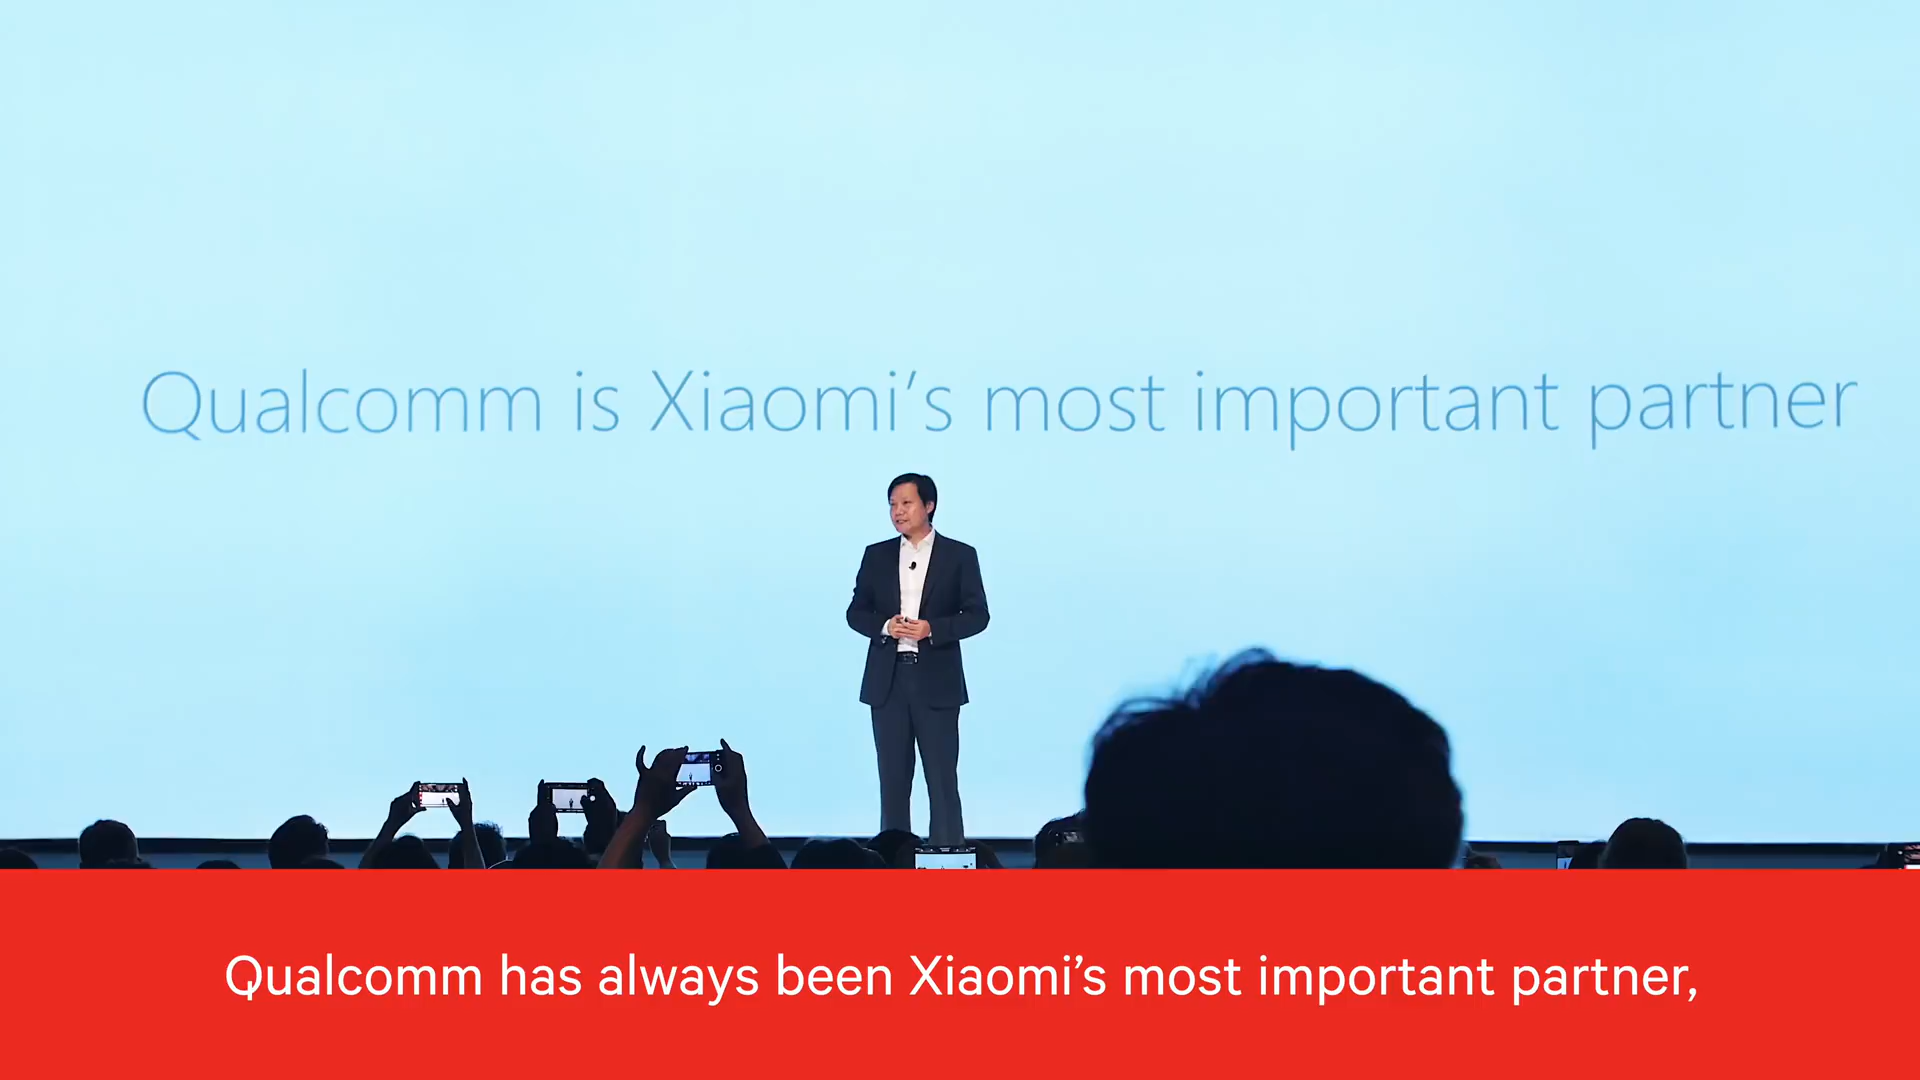 Qualcomm is Xiaomi’s most important partner
Qualcomm has always been Xiaomi’s most important partner,